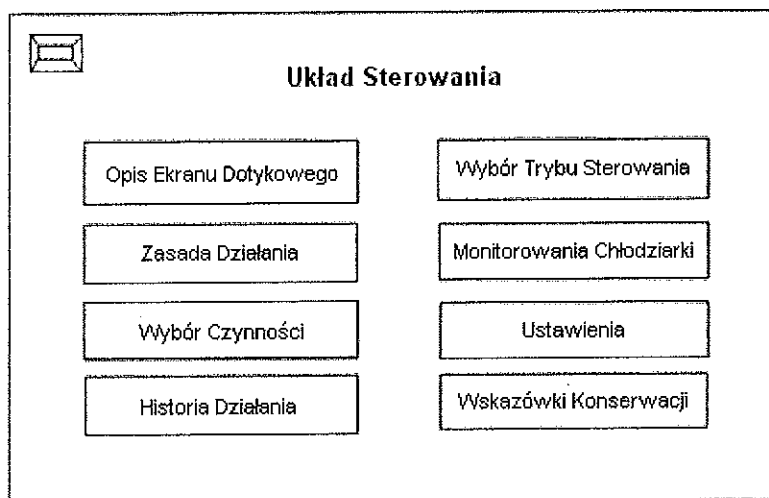 Układ Sterowania
Opis Ekranu Dotykowego
Wybór Trybu Sterowania
Zasada Działania
Monitorowania Chłodziarki
Wybór Czynności
Ustawienia
Historia Działania
Wskazówki Konserwacji